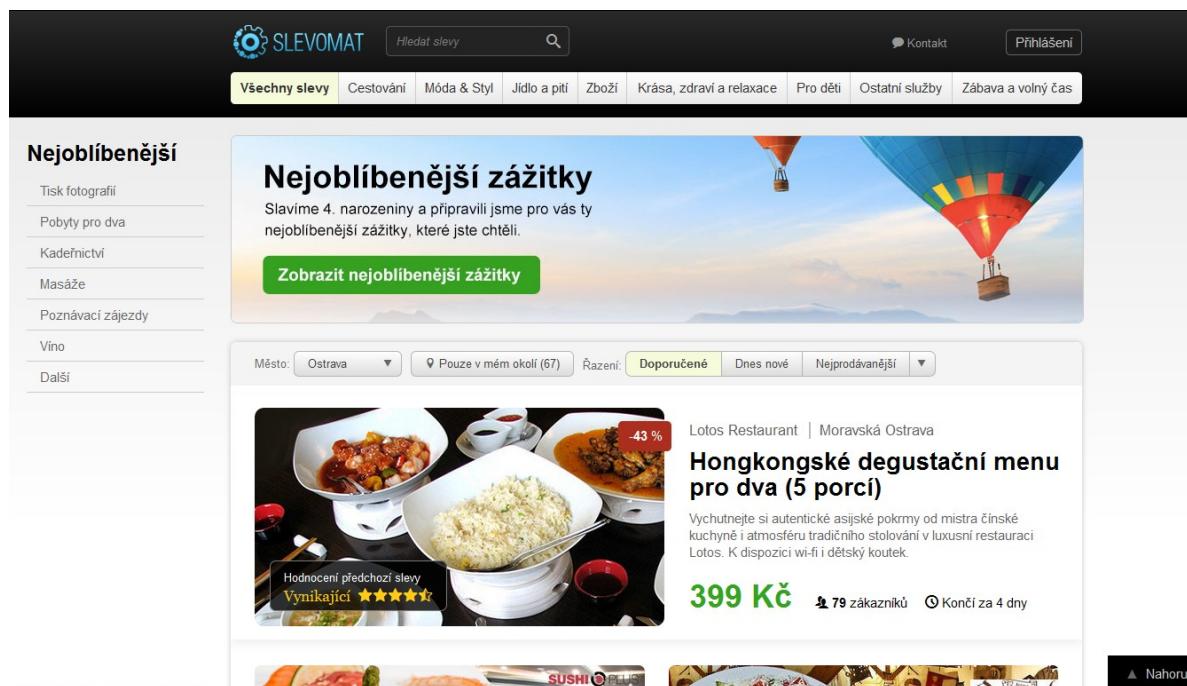 SLEVOMAT
Hledat slevy
Kontakt
Přihlášení
Všechny slevy
Cestování
Móda & Styl
Jídlo a pití
Zboží
Krása, zdraví a relaxace
Pro děti
Ostatní služby
Zábava a volný čas
Nejoblíbenější
Tisk fotografií
Pobyty pro dva
Kadeřnictví
Masáže
Poznávací zájezdy
Víno
Další
Nejoblíbenější zážitky
Slavíme 4. narozeniny a připravili jsme pro vás ty
nejoblíbenější zážitky, které jste chtěli.
Zobrazit nejoblíbenější zážitky
Město: Ostrava
Pouze v mém okolí (67)
Řazení: Doporučené
Dnes nové
Nejprodávanější
-43 %
Hodnocení předchozí slevy
Vynikající
Lotos Restaurant | Moravská Ostrava
Hongkongské degustační menu
pro dva (5 porcí)
Vychutnejte si autentické asijské pokrmy od mistra čínské
kuchyně i atmosféru tradičního stolování v luxusní restauraci
Lotos. K dispozici wi-fi i dětský koutek.
399 Kč
79 zákazníků
Končí za 4 dny
SUSHI PLUS
Nahoru